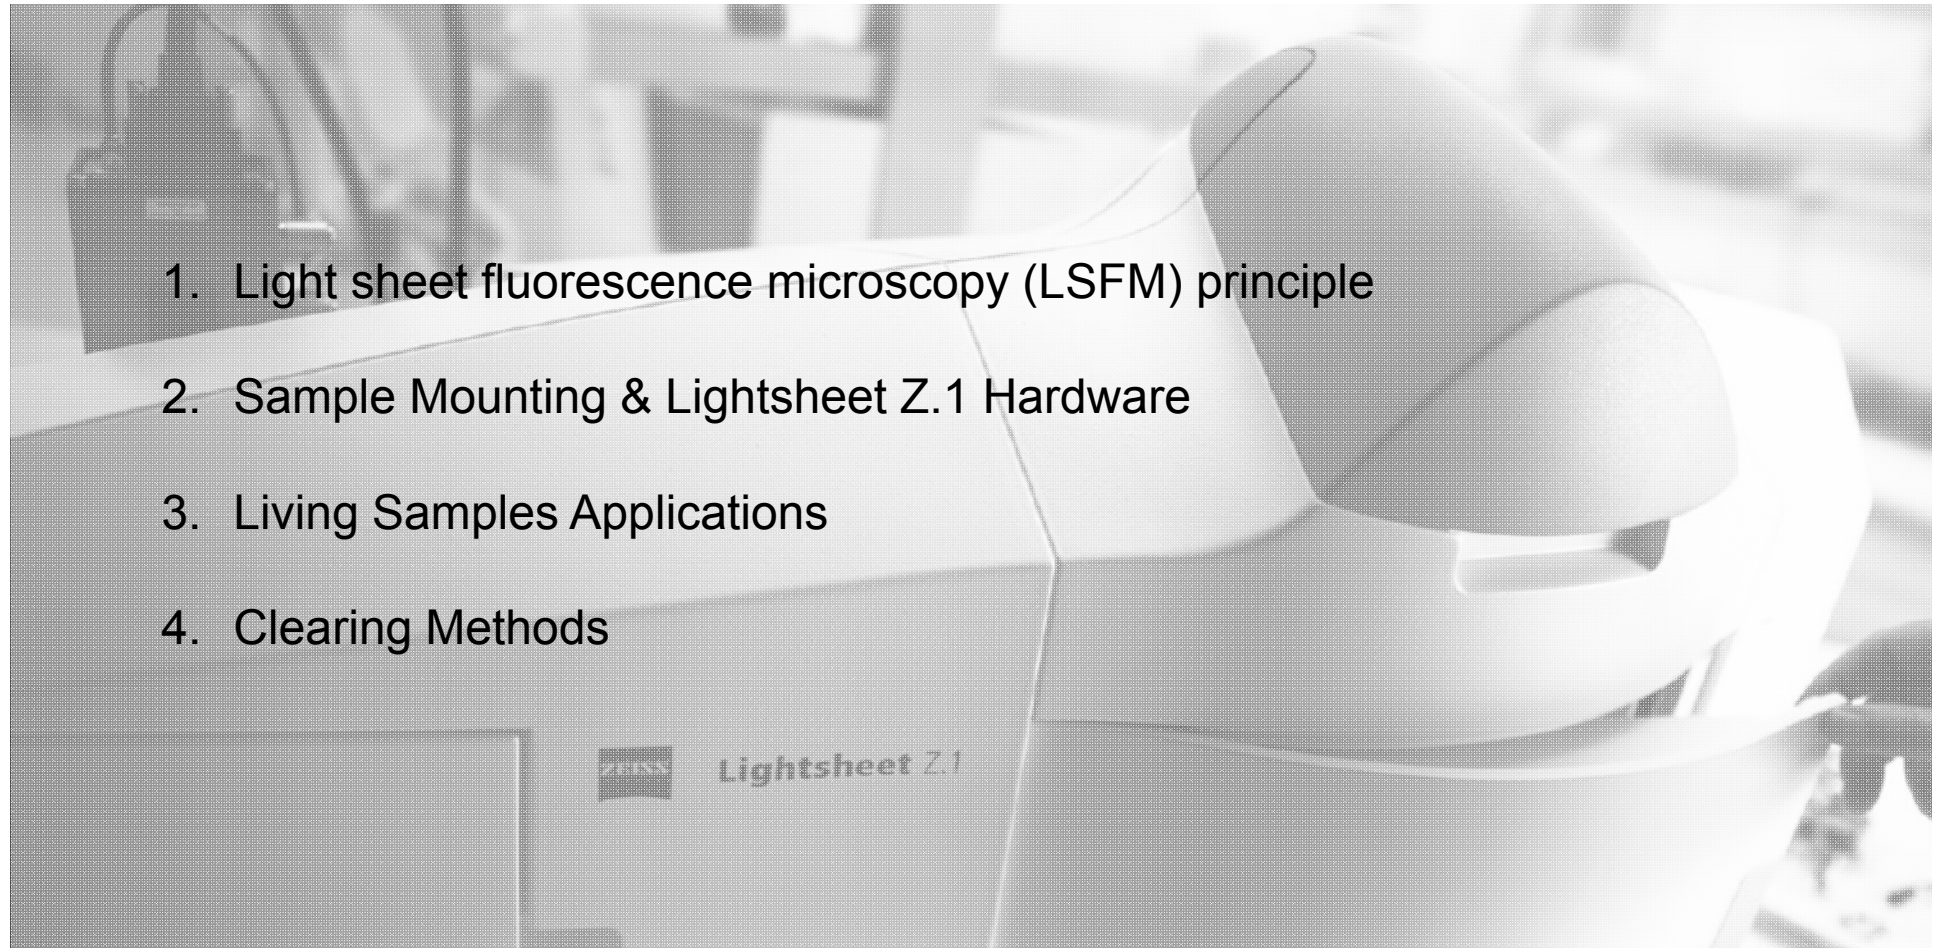 1. Light sheet fluorescence microscopy (LSFM) principle
2. Sample Mounting & Lightsheet Z.1 Hardware
3. Living Samples Applications
4. Clearing Methods
ZEISS Lightsheet Z.1